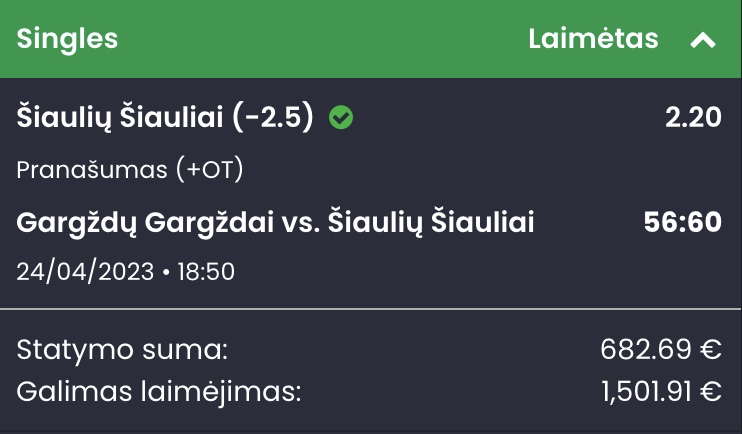 Singles Laimėtas
Šiaulių Šiauliai (-2.5) 2.20
Pranašumas (+OT)
Gargždų Gargždai vs. Šiaulių Šiauliai 56:60
24/04/2023 • 18:50
Statymo suma: 682.69 €
Galimas laimėjimas: 1,501.91 €